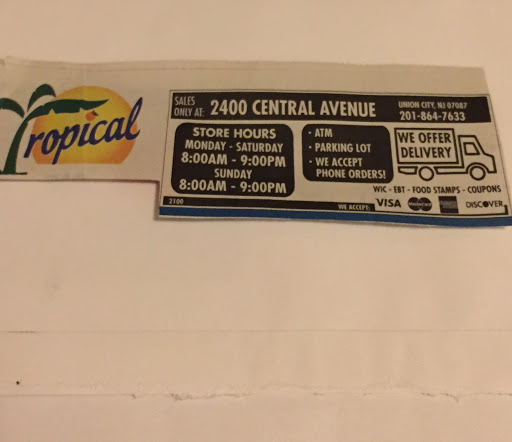 Tropical
SALES
ONLY AT:
2400 CENTRAL AVENUE
UNION CITY, NJ 07087
201-864-7633
STORE HOURS
MONDAY - SATURDAY
8:00AM - 9:00PM
SUNDAY
8:00AM - 9:00PM
• ATM
• PARKING LOT
• WE ACCEPT
PHONE ORDERS!
WE OFFER
DELIVERY
WIC - EBT - FOOD STAMPS - COUPONS
2100
WE ACCEPT: VISA MasterCard DISCOVER